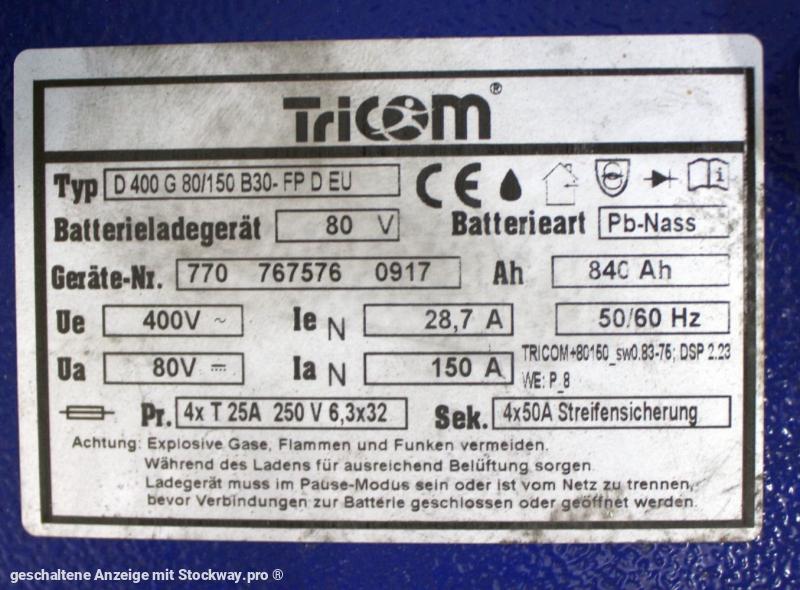 TriCOM®
Typ D 400 G 80/150 B30- FP D EU CE
Batterieladegerät 80 V Batterieart Pb-Nass
Geräte-Nr. 770 767576 0917 Ah 840 Ah
Ue 400V ~ Ie N 28,7 A 50/60 Hz
Ua 80V ⎓ Ia N 150 A TRICOM+80150_sw0.83-75; DSP 2.23
WE: P_8
Pr. 4x T 25A 250 V 6,3x32 Sek. 4x50A Streifensicherung
Achtung: Explosive Gase, Flammen und Funken vermeiden.
Während des Ladens für ausreichend Belüftung sorgen.
Ladegerät muss im Pause-Modus sein oder ist vom Netz zu trennen,
bevor Verbindungen zur Batterie geschlossen oder geöffnet werden.
geschaltene Anzeige mit Stockway.pro ®